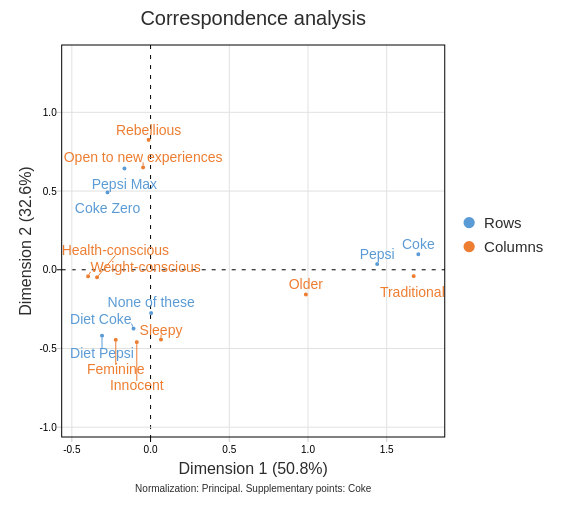 Correspondence analysis
Dimension 2 (32.6%)
1.0
0.5
0.0
-0.5
-1.0
Rebellious
Open to new experiences
Pepsi Max
Coke Zero
Health-conscious
Weight-conscious
None of these
Diet Coke
Sleepy
Diet Pepsi
Feminine
Innocent
Coke
Pepsi
Older
Traditional
Rows
Columns
-0.5 0.0 0.5 1.0 1.5
Dimension 1 (50.8%)
Normalization: Principal. Supplementary points: Coke